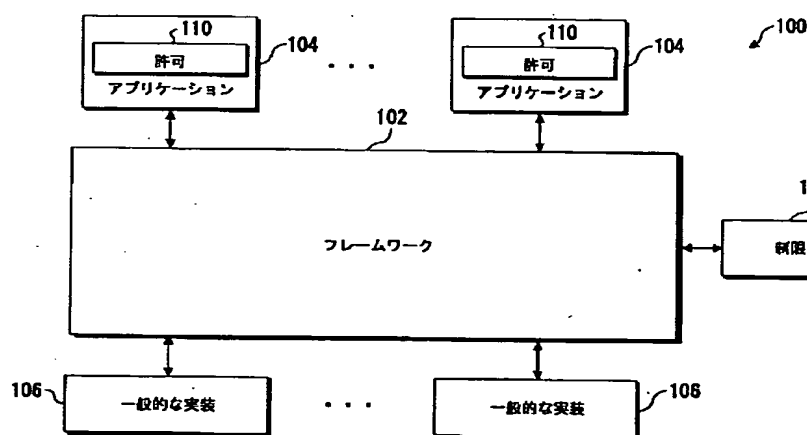 110
104
110
104
100
許可
許可
アプリケーション
アプリケーション
102
フレームワーク
制限
106
一般的な実装
一般的な実装
106